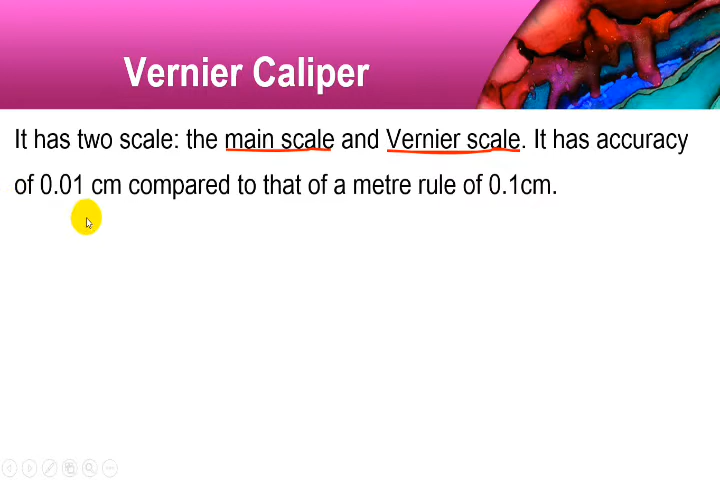 Vernier Caliper
It has two scale: the main scale and Vernier scale. It has accuracy
of 0.01 cm compared to that of a metre rule of 0.1cm.